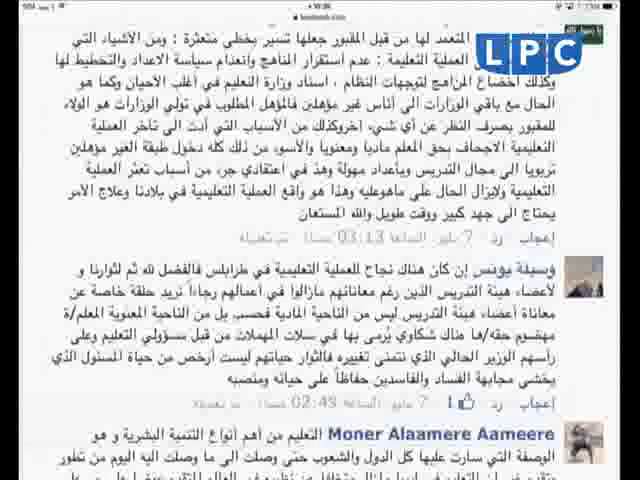 LPC
المتعمد لها من قبل المقبور جعلها تسير بخطى متعثرة ; ومن الأشياء التي
العملية التعليمة ; عدم استقرار المناهج وانعدام سياسة الاعداد والتخطيط لها
وكذلك اخضاع المناهج لتوجهات النظام , اسناد وزارة التعليم في أغلب الأحيان وكما هو
الحال مع باقي الوزارات الى أناس غير مؤهلين فالمؤهل المطلوب في تولي الوزارات هو الولاء
للمقبور بصرف النظر عن أي شيء اخروكذلك من الأسباب التي أدت الى تأخر العملية
التعليمية الاجحاف بحق المعلم ماديا ومعنويا والأسوء من ذلك كله دخول طبقة الغير مؤهلين
تربويا الى مجال التدريس وبأعداد مهولة وهذ في اعتقادي جزء من أسباب تعثر العملية
التعليمية ولايزال الحال على ماهوعليه وهذا هو واقع العملية التعليمية في بلادنا وعلاج الأمر
يحتاج الى جهد كبير ووقت طويل والله المستعان
إعجاب · رد · 7 مايو، الساعة 03:13 مساءً
وسيلة يونس إن كان هناك نجاح للعملية التعليمية في طرابلس فالفضل لله ثم لثوارنا و
لأعضاء هيئة التدريس الذين رغم معاناتهم مازالوا في أعمالهم رجاءاً نريد حلقة خاصة عن
معاناة أعضاء هيئة التدريس ليس من الناحية المادية فحسب بل من الناحية المعنوية المعلم/ة
مهضوم حقه/ها هناك شكاوي يُرمى بها في سلات المهملات من قبل مسؤولي التعليم وعلى
رأسهم الوزير الحالي الذي نتمنى تغييره فالثوار حياتهم ليست أرخص من حياة المسئول الذي
يخشى مجابهة الفساد والفاسدين حفاظاً على حياته ومنصبه
إعجاب · رد · 1 · 7 مايو، الساعة 02:43 مساءً
Moner Alaamere Aameere التعليم من أهم أنواع التنمية البشرية و هو
الوصفة التي سارت عليها كل الدول والشعوب حتى وصلت الى ما وصلت اليه اليوم من تطور